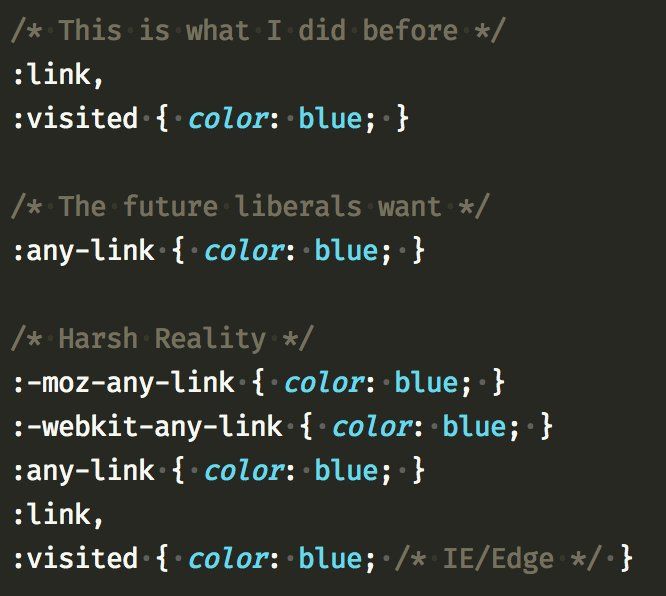 /* This is what I did before */
:link,
:visited { color: blue; }
/* The future liberals want */
:any-link { color: blue; }
/* Harsh Reality */
:-moz-any-link { color: blue; }
:-webkit-any-link { color: blue; }
:any-link { color: blue; }
:link,
:visited { color: blue; /* IE/Edge */ }